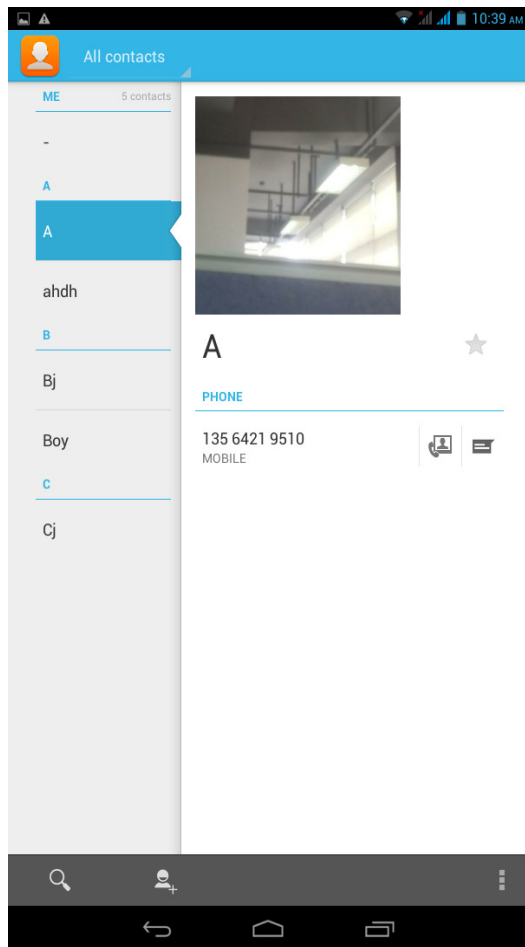 10:39 AM
All contacts
ME 5 contacts
-
A
A
ahdh
B
Bj
Boy
C
Cj
A
PHONE
135 6421 9510
MOBILE